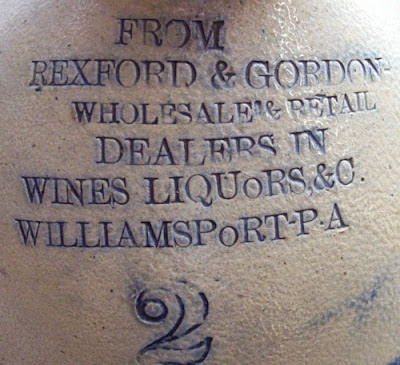 FROM
REXFORD & GORDON-
WHOLESALE & RETAIL
DEALERS IN
WINES LIQUoRS,&C.
WILLIAMSPoRT-P.A
2